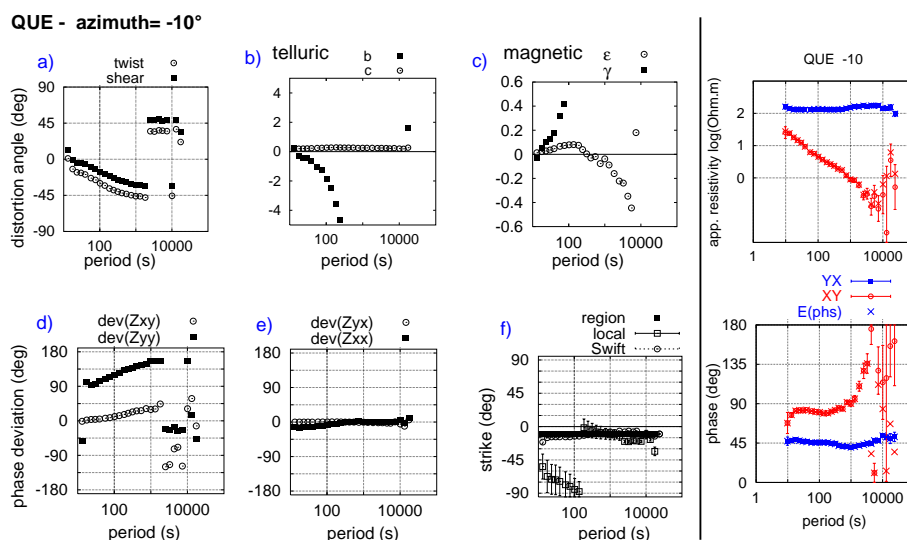 QUE - azimuth= -10°
a)
twist
shear
distortion angle (deg)
90
45
0
-45
-90
100
10000
period (s)
b)
telluric
b
c
4
2
0
-2
-4
100
10000
period (s)
c)
magnetic
ε
γ
0.6
0.4
0.2
0
-0.2
-0.4
-0.6
100
10000
period (s)
QUE -10
app. resistivity log(Ohm.m)
2
1
0
1
100
10000
d)
dev(Zxy)
dev(Zyy)
phase deviation (deg)
180
90
0
-90
-180
100
10000
period (s)
e)
dev(Zyx)
dev(Zxx)
180
90
0
-90
-180
100
10000
period (s)
f)
region
local
Swift
strike (deg)
90
45
0
-45
-90
100
10000
period (s)
YX
XY
E(phs)
phase (deg)
180
135
90
45
0
1
100
10000
period (s)